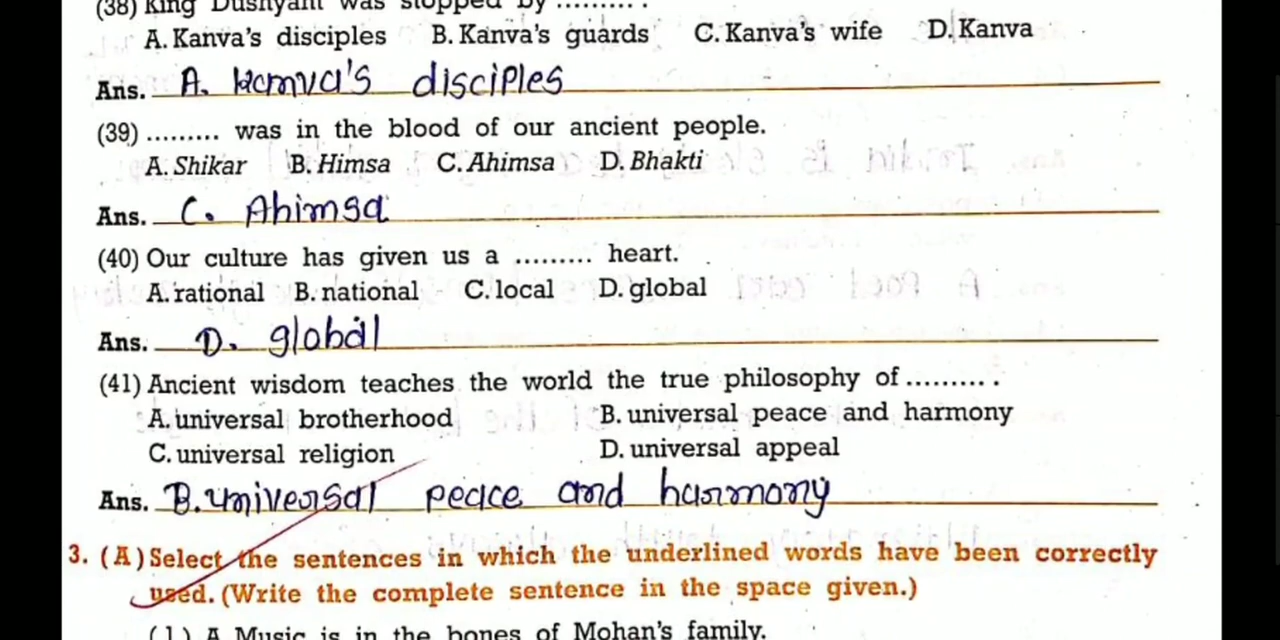 (38) King Dushyant was stopped by ......... .
A. Kanva's disciples B. Kanva's guards C. Kanva's wife D. Kanva
Ans. A. Kanva's disciples
(39) ......... was in the blood of our ancient people.
A. Shikar B. Himsa C. Ahimsa D. Bhakti
Ans. C. Ahimsa
(40) Our culture has given us a ......... heart.
A. rational B. national C. local D. global
Ans. D. global
(41) Ancient wisdom teaches the world the true philosophy of ......... .
A. universal brotherhood B. universal peace and harmony
C. universal religion D. universal appeal
Ans. B. universal peace and harmony
3. (A) Select the sentences in which the underlined words have been correctly
used. (Write the complete sentence in the space given.)
(1) A Music is in the bones of Mohan's family.